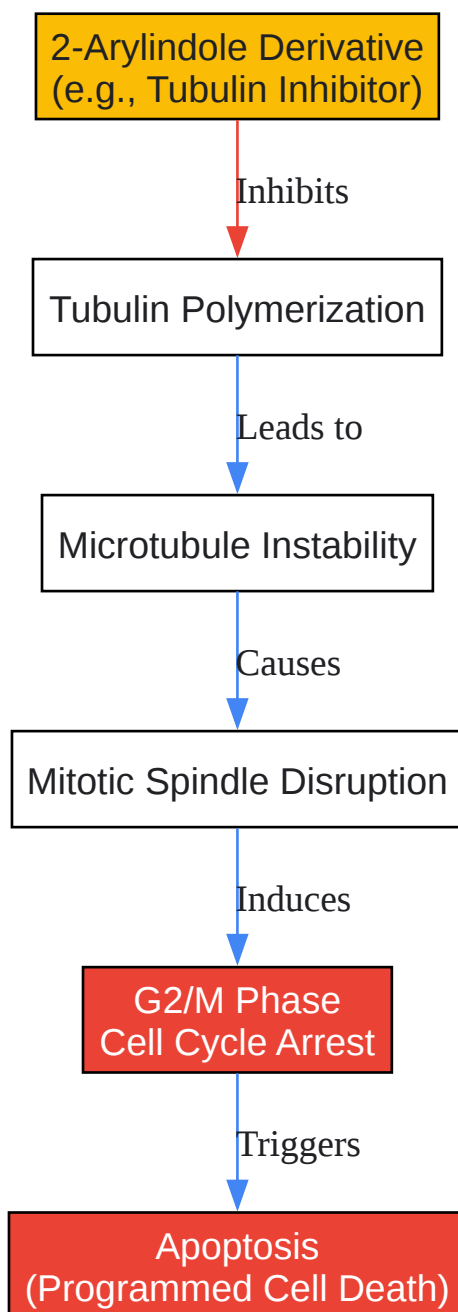 2-Arylindole Derivative
(e.g., Tubulin Inhibitor)
Inhibits
Tubulin Polymerization
Leads to
Microtubule Instability
Causes
Mitotic Spindle Disruption
Induces
G2/M Phase
Cell Cycle Arrest
Triggers
Apoptosis
(Programmed Cell Death)